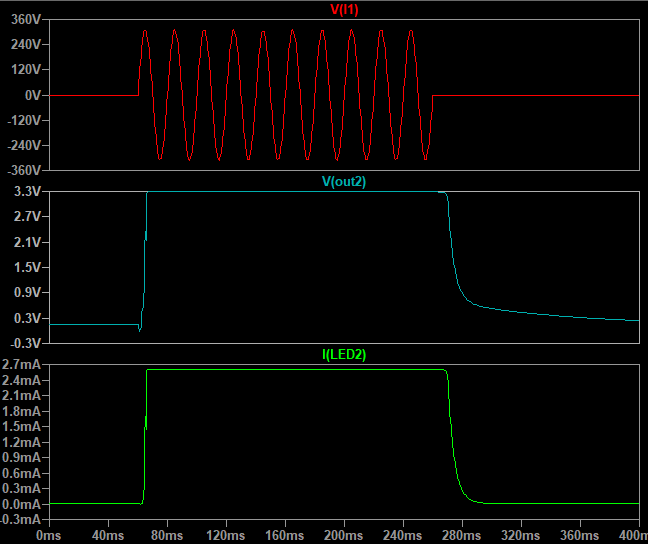 V(l1)
360V
240V
120V
0V
-120V
-240V
-360V
V(out2)
3.3V
2.7V
2.1V
1.5V
0.9V
0.3V
-0.3V
I(LED2)
2.7mA
2.4mA
2.1mA
1.8mA
1.5mA
1.2mA
0.9mA
0.6mA
0.3mA
0.0mA
-0.3mA
0ms 40ms 80ms 120ms 160ms 200ms 240ms 280ms 320ms 360ms 400ms